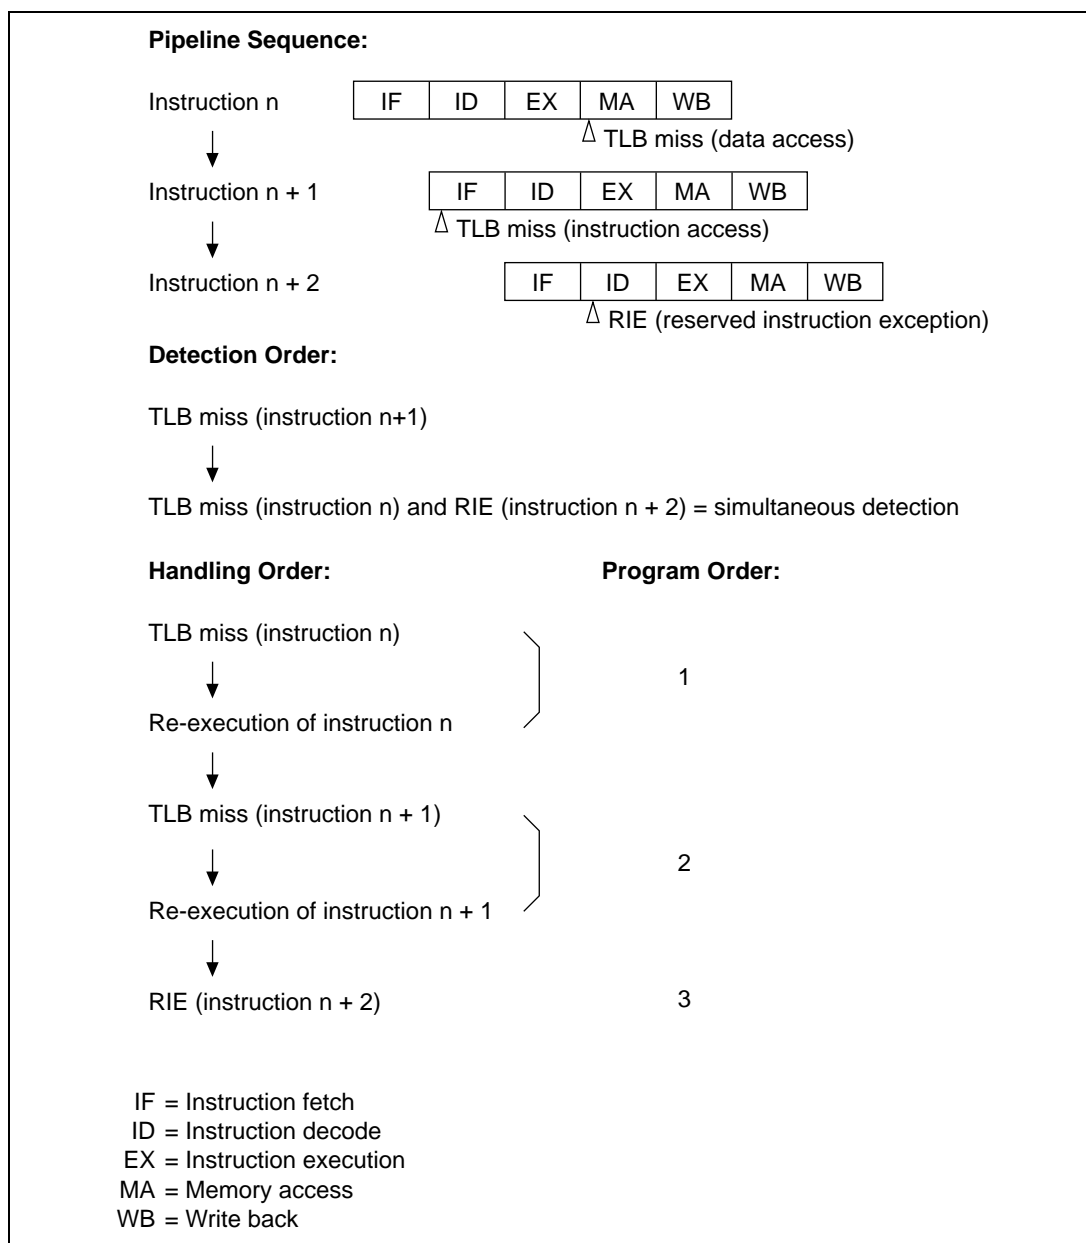 Pipeline Sequence:
Instruction n IF ID EX MA WB
TLB miss (data access)
Instruction n + 1 IF ID EX MA WB
TLB miss (instruction access)
Instruction n + 2 IF ID EX MA WB
RIE (reserved instruction exception)
Detection Order:
TLB miss (instruction n+1)
TLB miss (instruction n) and RIE (instruction n + 2) = simultaneous detection
Handling Order: Program Order:
TLB miss (instruction n)
1
Re-execution of instruction n
TLB miss (instruction n + 1)
2
Re-execution of instruction n + 1
RIE (instruction n + 2) 3
IF = Instruction fetch
ID = Instruction decode
EX = Instruction execution
MA = Memory access
WB = Write back